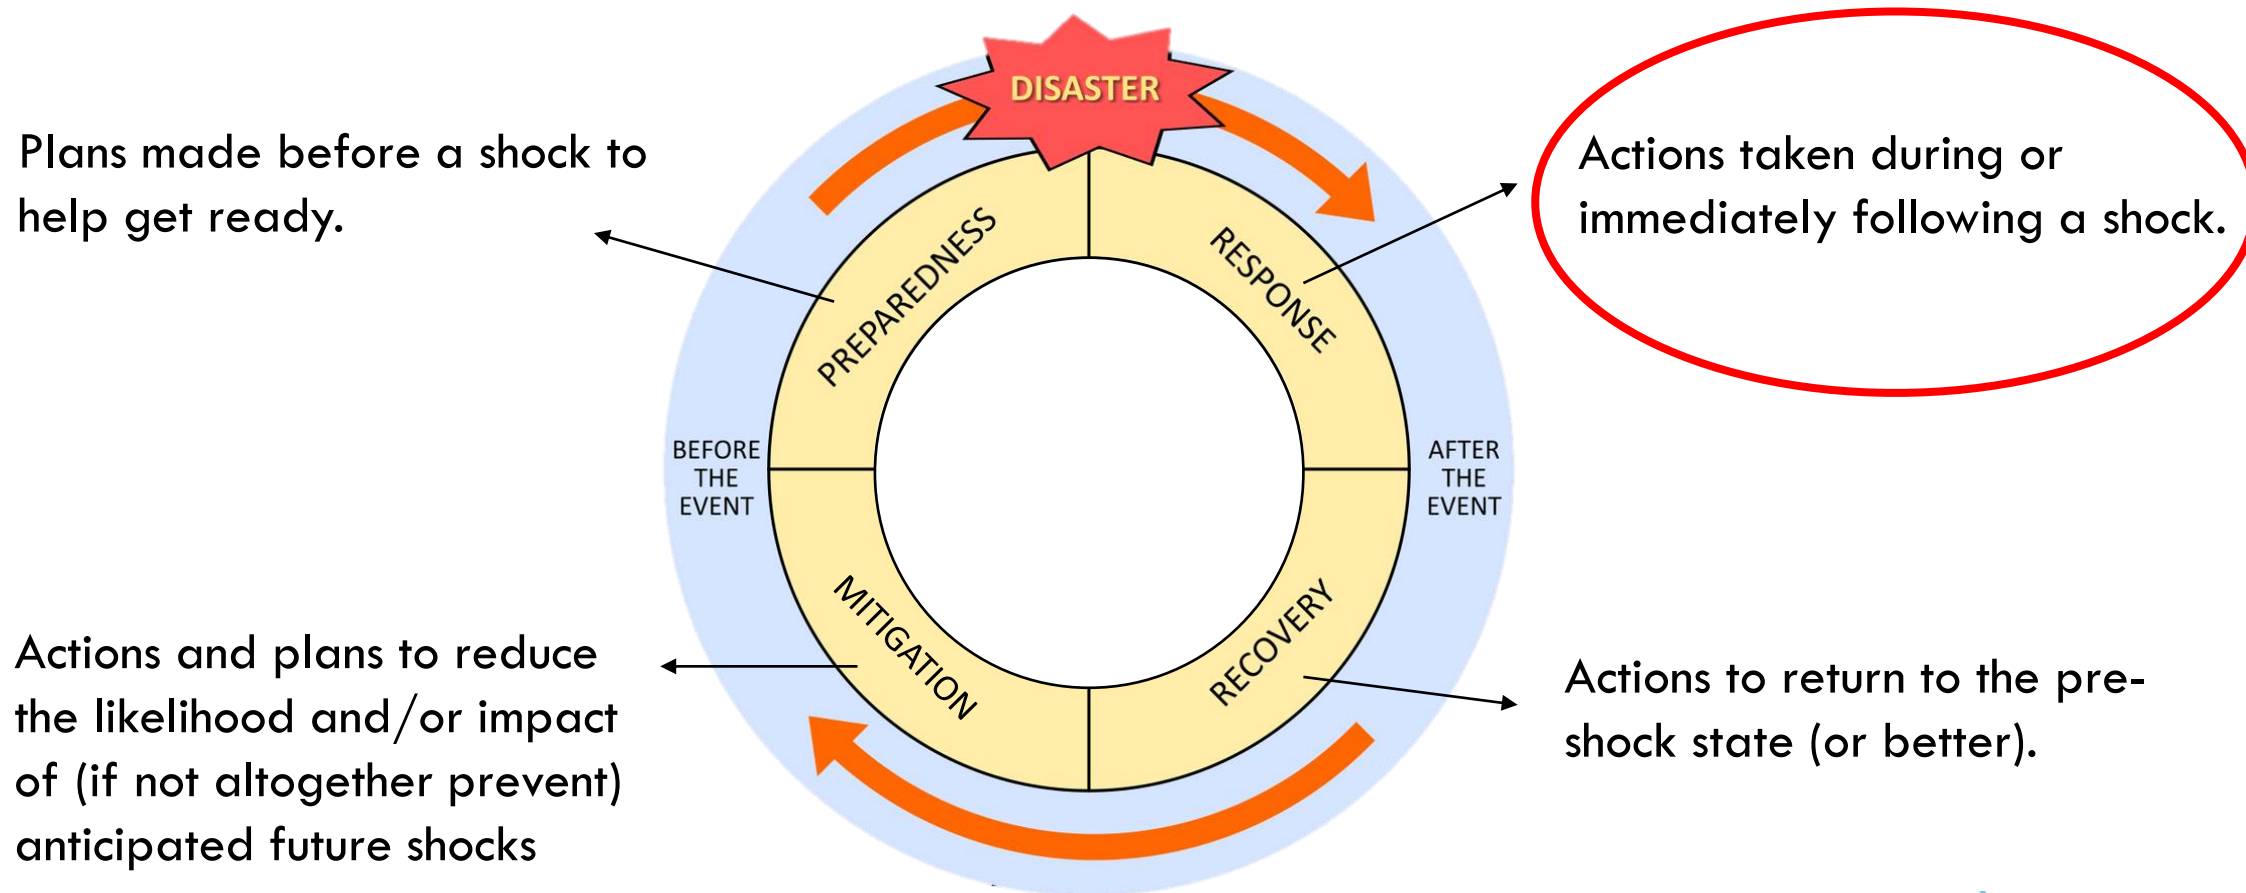 DISASTER
Plans made before a shock to
help get ready.
Actions taken during or
immediately following a shock.
PREPAREDNESS
RESPONSE
BEFORE
THE
EVENT
AFTER
THE
EVENT
MITIGATION
RECOVERY
Actions and plans to reduce
the likelihood and/or impact
of (if not altogether prevent)
anticipated future shocks
Actions to return to the pre-
shock state (or better).